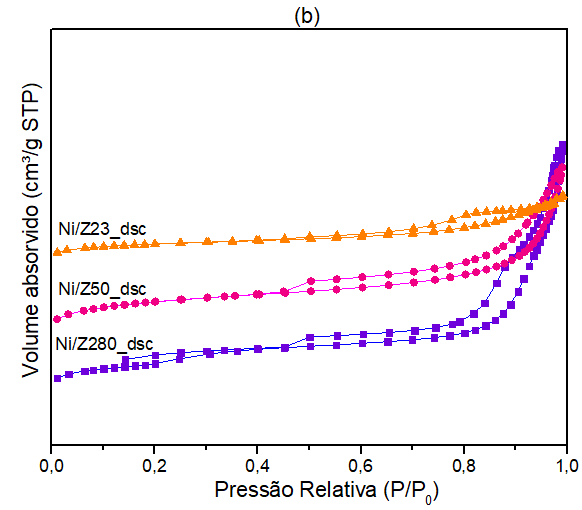 (b)
Volume absorvido (cm³/g STP)
Ni/Z23_dsc
Ni/Z50_dsc
Ni/Z280_dsc
0,0 0,2 0,4 0,6 0,8 1,0
Pressão Relativa (P/P₀)